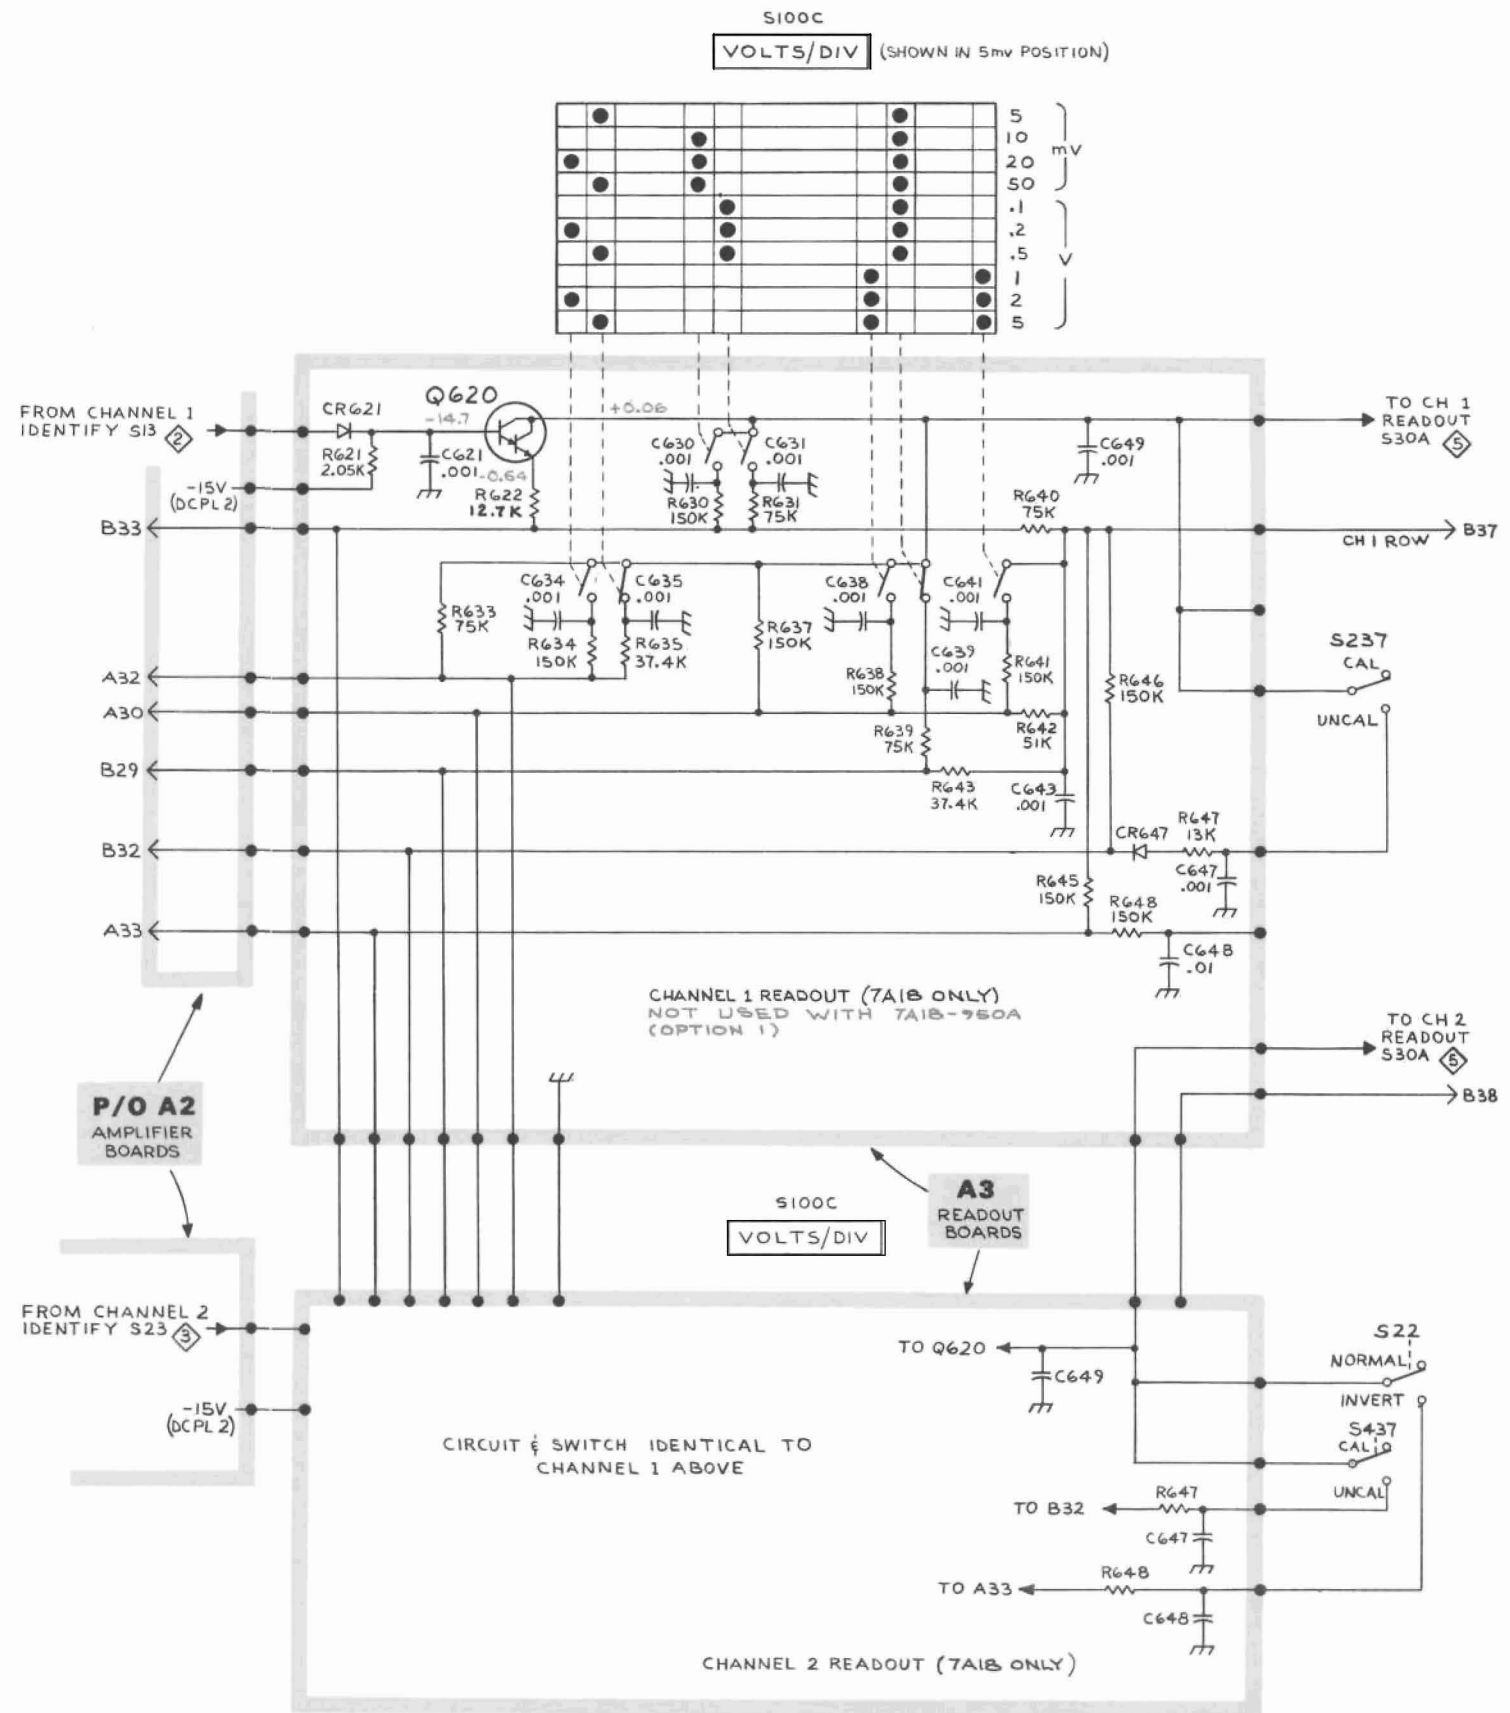 S100C
VOLTS/DIV (SHOWN IN 5mv POSITION)
5
10
20
50
mV
.1
.2
.5
1
2
5
V
FROM CHANNEL 1
IDENTIFY S13 2
CR621
Q620
-14.7
+0.06
R621
2.05K
C621
.001
-0.64
R622
12.7K
-15V
(DCPL 2)
C630
.001
C631
.001
R630
150K
R631
75K
C649
.001
TO CH 1
READOUT
S30A 5
R640
75K
B33
CH 1 ROW
B37
C634
.001
C635
.001
C638
.001
C641
.001
R633
75K
R634
150K
R635
37.4K
R637
150K
C639
.001
R638
150K
R641
150K
R646
150K
S237
CAL
UNCAL
A32
A30
R639
75K
R642
51K
B29
R643
37.4K
C643
.001
CR647
R647
13K
B32
C647
.001
R645
150K
R648
150K
A33
C648
.01
CHANNEL 1 READOUT (7A18 ONLY)
NOT USED WITH 7A18-950A
(OPTION 1)
TO CH 2
READOUT
S30A 5
B38
P/O A2
AMPLIFIER
BOARDS
A3
READOUT
BOARDS
S100C
VOLTS/DIV
FROM CHANNEL 2
IDENTIFY S23 3
-15V
(DCPL 2)
TO Q620
C649
S22
NORMAL
INVERT
S437
CAL
UNCAL
CIRCUIT & SWITCH IDENTICAL TO
CHANNEL 1 ABOVE
TO B32
R647
C647
TO A33
R648
C648
CHANNEL 2 READOUT (7A18 ONLY)